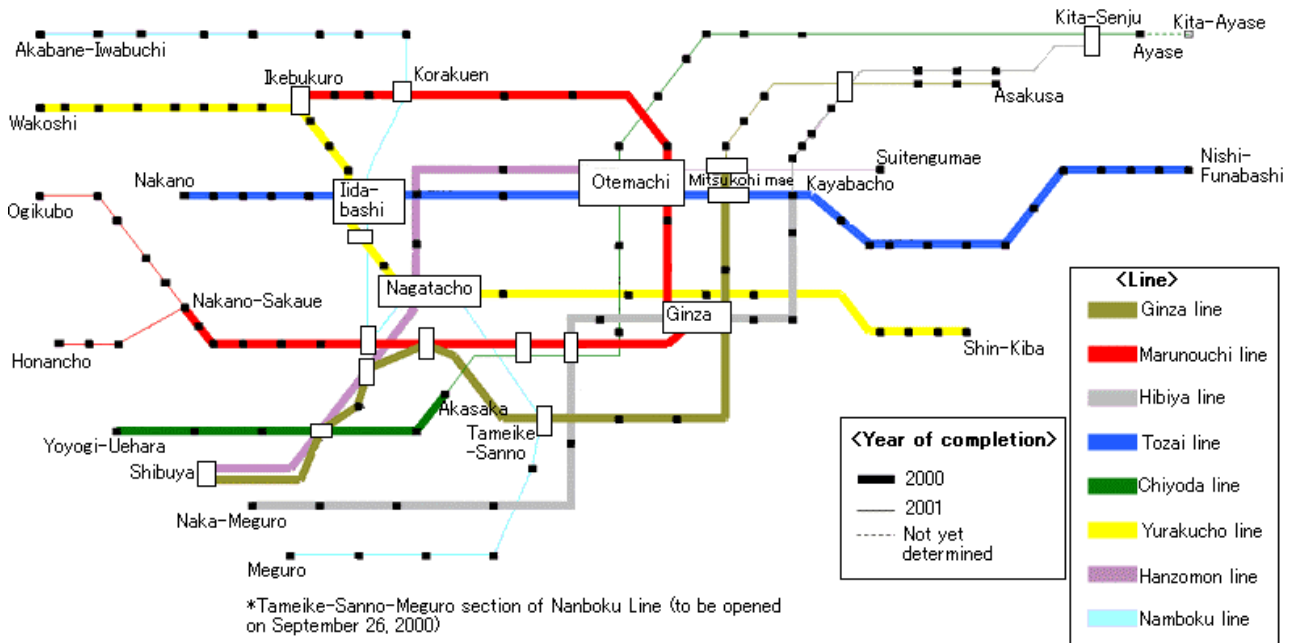 Kita-Senju
Kita-Ayase
Akabane-Iwabuchi
Ayase
Ikebukuro
Korakuen
Asakusa
Wakoshi
Nakano
Iida-
bashi
Otemachi
Mitsukohi mae
Suitengumae
Kayabacho
Nishi-
Funabashi
Ogikubo
Nakano-Sakaue
Nagatacho
Ginza
Honancho
Shin-Kiba
Akasaka
Tameike
-Sanno
Yoyogi-Uehara
Shibuya
Naka-Meguro
Meguro
*Tameike-Sanno-Meguro section of Nanboku Line (to be opened
on September 26, 2000)
<Year of completion>
2000
2001
Not yet
determined
<Line>
Ginza line
Marunouchi line
Hibiya line
Tozai line
Chiyoda line
Yurakucho line
Hanzomon line
Namboku line